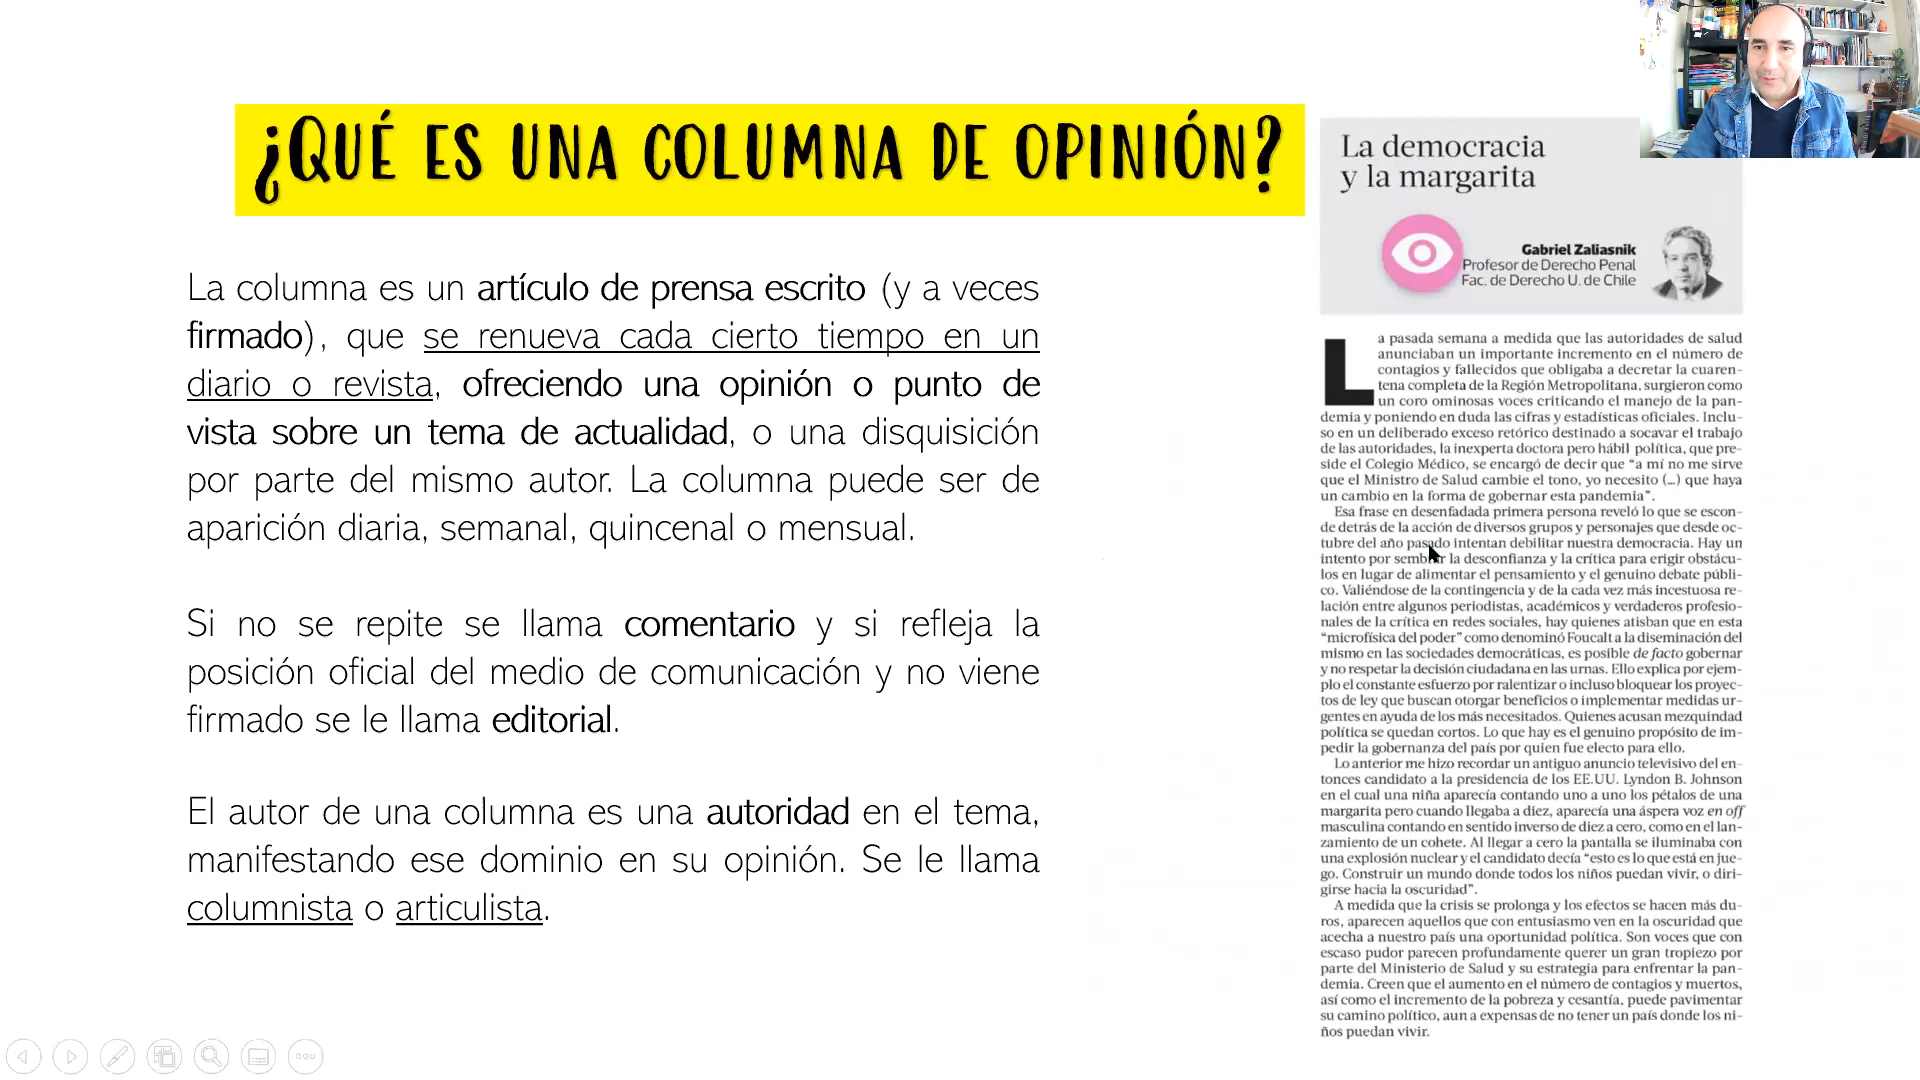 ¿QUÉ ES UNA COLUMNA DE OPINIÓN?
La columna es un artículo de prensa escrito (y a veces
firmado), que se renueva cada cierto tiempo en un
diario o revista, ofreciendo una opinión o punto de
vista sobre un tema de actualidad, o una disquisición
por parte del mismo autor. La columna puede ser de
aparición diaria, semanal, quincenal o mensual.
Si no se repite se llama comentario y si refleja la
posición oficial del medio de comunicación y no viene
firmado se le llama editorial.
El autor de una columna es una autoridad en el tema,
manifestando ese dominio en su opinión. Se le llama
columnista o articulista.
La democracia
y la margarita
Gabriel Zaliasnik
Profesor de Derecho Penal
Fac. de Derecho U. de Chile
La pasada semana a medida que las autoridades de salud
anunciaban un importante incremento en el número de
contagios y fallecidos que obligaba a decretar la cuaren-
tena completa de la Región Metropolitana, surgieron como
un coro ominosas voces criticando el manejo de la pan-
demia y poniendo en duda las cifras y estadísticas oficiales. Inclu-
so en un deliberado exceso retórico destinado a socavar el trabajo
de las autoridades, la inexperta doctora pero hábil política, que pre-
side el Colegio Médico, se encargó de decir que “a mí no me sirve
que el Ministro de Salud cambie el tono, yo necesito (...) que haya
un cambio en la forma de gobernar esta pandemia”.
Esa frase en desenfadada primera persona reveló lo que se escon-
de detrás de la acción de diversos grupos y personajes que desde oc-
tubre del año pasado intentan debilitar nuestra democracia. Hay un
intento por sembrar la desconfianza y la crítica para erigir obstácu-
los en lugar de alimentar el pensamiento y el genuino debate públi-
co. Valiéndose de la contingencia y de la cada vez más incestuosa re-
lación entre algunos periodistas, académicos y verdaderos profesio-
nales de la crítica en redes sociales, hay quienes atisban que en esta
“microfísica del poder” como denominó Foucalt a la diseminación del
mismo en las sociedades democráticas, es posible de facto gobernar
y no respetar la decisión ciudadana en las urnas. Ello explica por ejem-
plo el constante esfuerzo por ralentizar o incluso bloquear los proyec-
tos de ley que buscan otorgar beneficios o implementar medidas ur-
gentes en ayuda de los más necesitados. Quienes acusan mezquindad
política se quedan cortos. Lo que hay es el genuino propósito de im-
pedir la gobernanza del país por quien fue electo para ello.
Lo anterior me hizo recordar un antiguo anuncio televisivo del en-
tonces candidato a la presidencia de los EE.UU. Lyndon B. Johnson
en el cual una niña aparecía contando uno a uno los pétalos de una
margarita pero cuando llegaba a diez, aparecía una áspera voz en off
masculina contando en sentido inverso de diez a cero, como en el lan-
zamiento de un cohete. Al llegar a cero la pantalla se iluminaba con
una explosión nuclear y el candidato decía “esto es lo que está en jue-
go. Construir un mundo donde todos los niños puedan vivir, o diri-
girse hacia la oscuridad”.
A medida que la crisis se prolonga y los efectos se hacen más du-
ros, aparecen aquellos que con entusiasmo ven en la oscuridad que
acecha a nuestro país una oportunidad política. Son voces que con
escaso pudor parecen profundamente querer un gran tropiezo por
parte del Ministerio de Salud y su estrategia para enfrentar la pan-
demia. Creen que el aumento en el número de contagios y muertos,
así como el incremento de la pobreza y cesantía, puede pavimentar
su camino político, aun a expensas de no tener un país donde los ni-
ños puedan vivir.